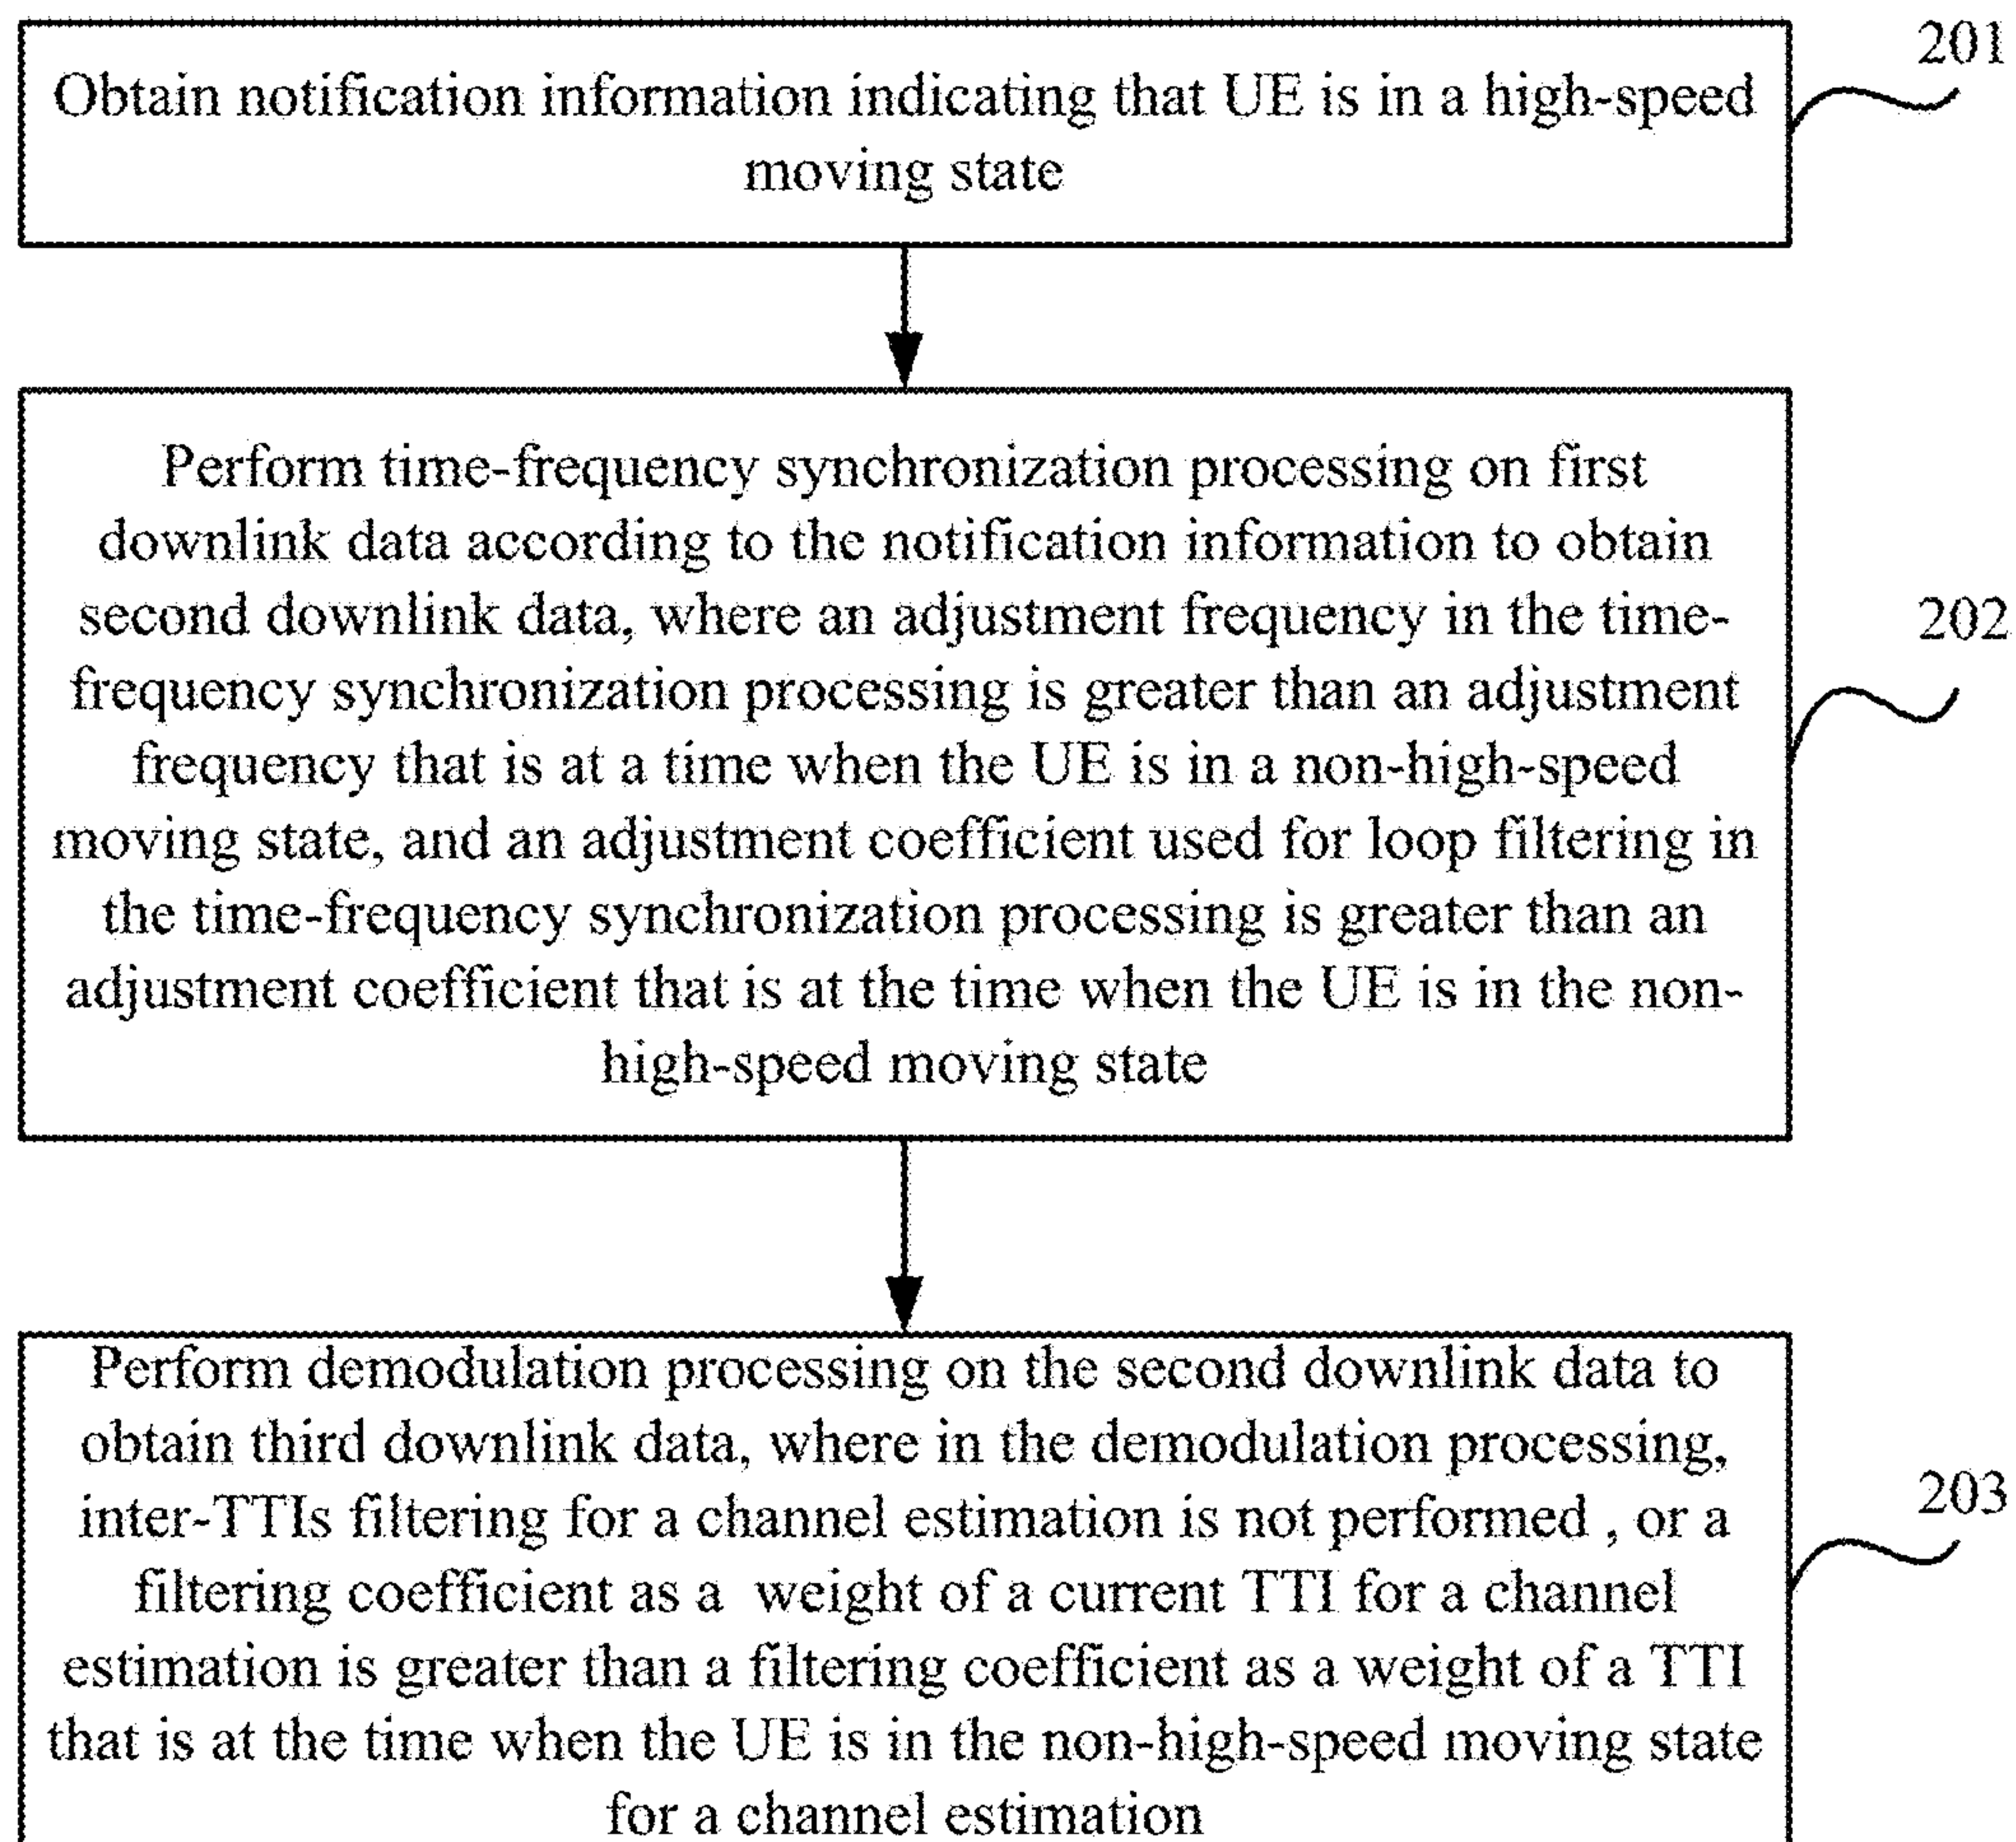 201
Obtain notification information indicating that UE is in a high-speed
moving state
Perform time-frequency synchronization processing on first
downlink data according to the notification information to obtain
second downlink data, where an adjustment frequency in the time-
frequency synchronization processing is greater than an adjustment
frequency that is at a time when the UE is in a non-high-speed
moving state, and an adjustment coefficient used for loop filtering in
the time-frequency synchronization processing is greater than an
adjustment coefficient that is at the time when the UE is in the non-
high-speed moving state
202
Perform demodulation processing on the second downlink data to
obtain third downlink data, where in the demodulation processing,
inter-TTIs filtering for a channel estimation is not performed , or a
filtering coefficient as a weight of a current TTI for a channel
estimation is greater than a filtering coefficient as a weight of a TTI
that is at the time when the UE is in the non-high-speed moving state
for a channel estimation
203